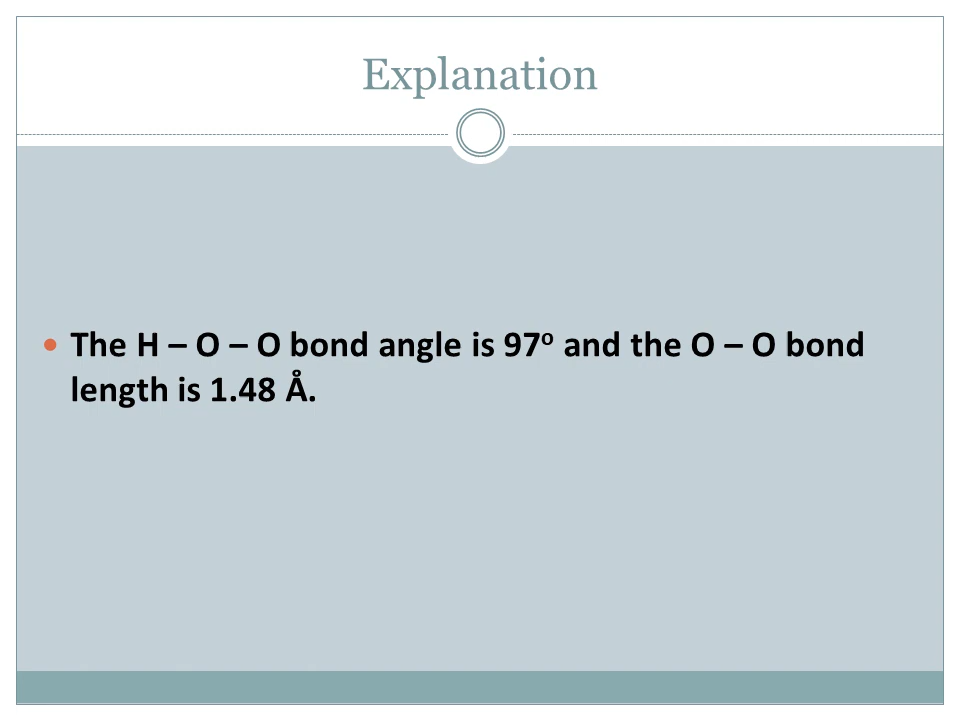 Explanation
• The H – O – O bond angle is 97º and the O – O bond
length is 1.48 Å.